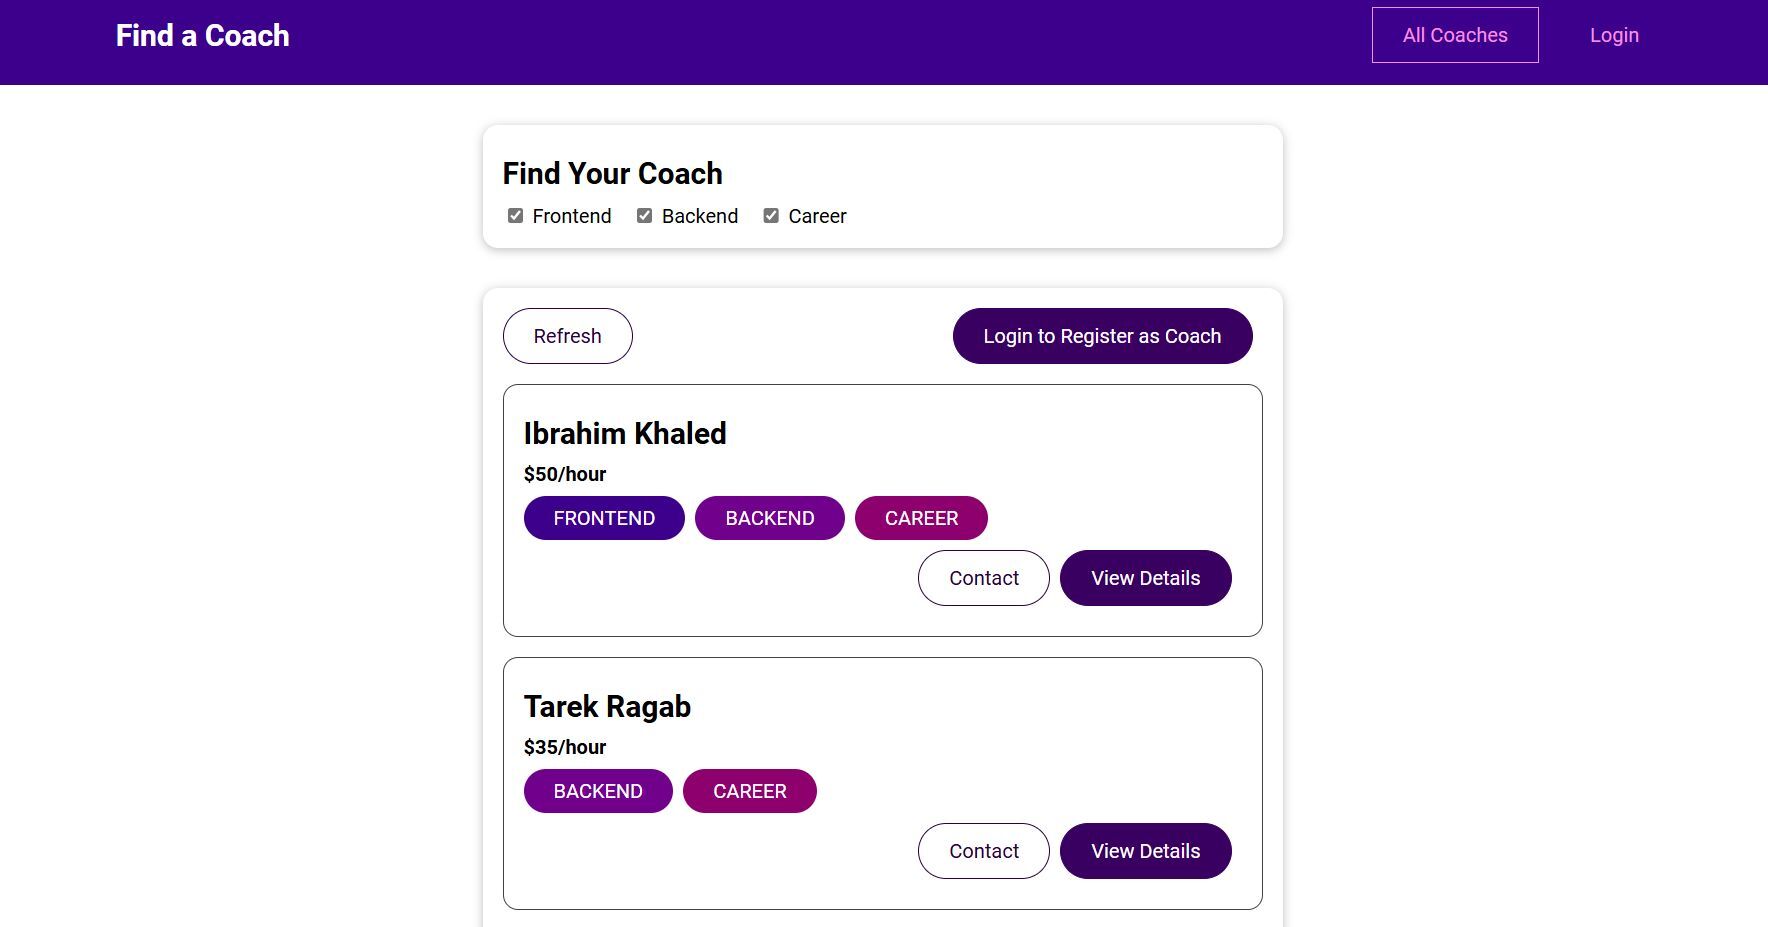 Find a Coach
All Coaches Login
Find Your Coach
Frontend Backend Career
Refresh Login to Register as Coach
Ibrahim Khaled
$50/hour
FRONTEND BACKEND CAREER
Contact View Details
Tarek Ragab
$35/hour
BACKEND CAREER
Contact View Details